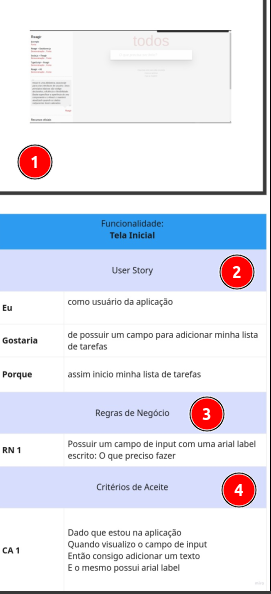 todos
1
Funcionalidade:
Tela Inicial
User Story
2
Eu
como usuário da aplicação
Gostaria
de possuir um campo para adicionar minha lista
de tarefas
Porque
assim inicio minha lista de tarefas
Regras de Negócio
3
RN 1
Possuir um campo de input com uma arial label
escrito: O que preciso fazer
Critérios de Aceite
4
CA 1
Dado que estou na aplicação
Quando visualizo o campo de input
Então consigo adicionar um texto
E o mesmo possui arial label